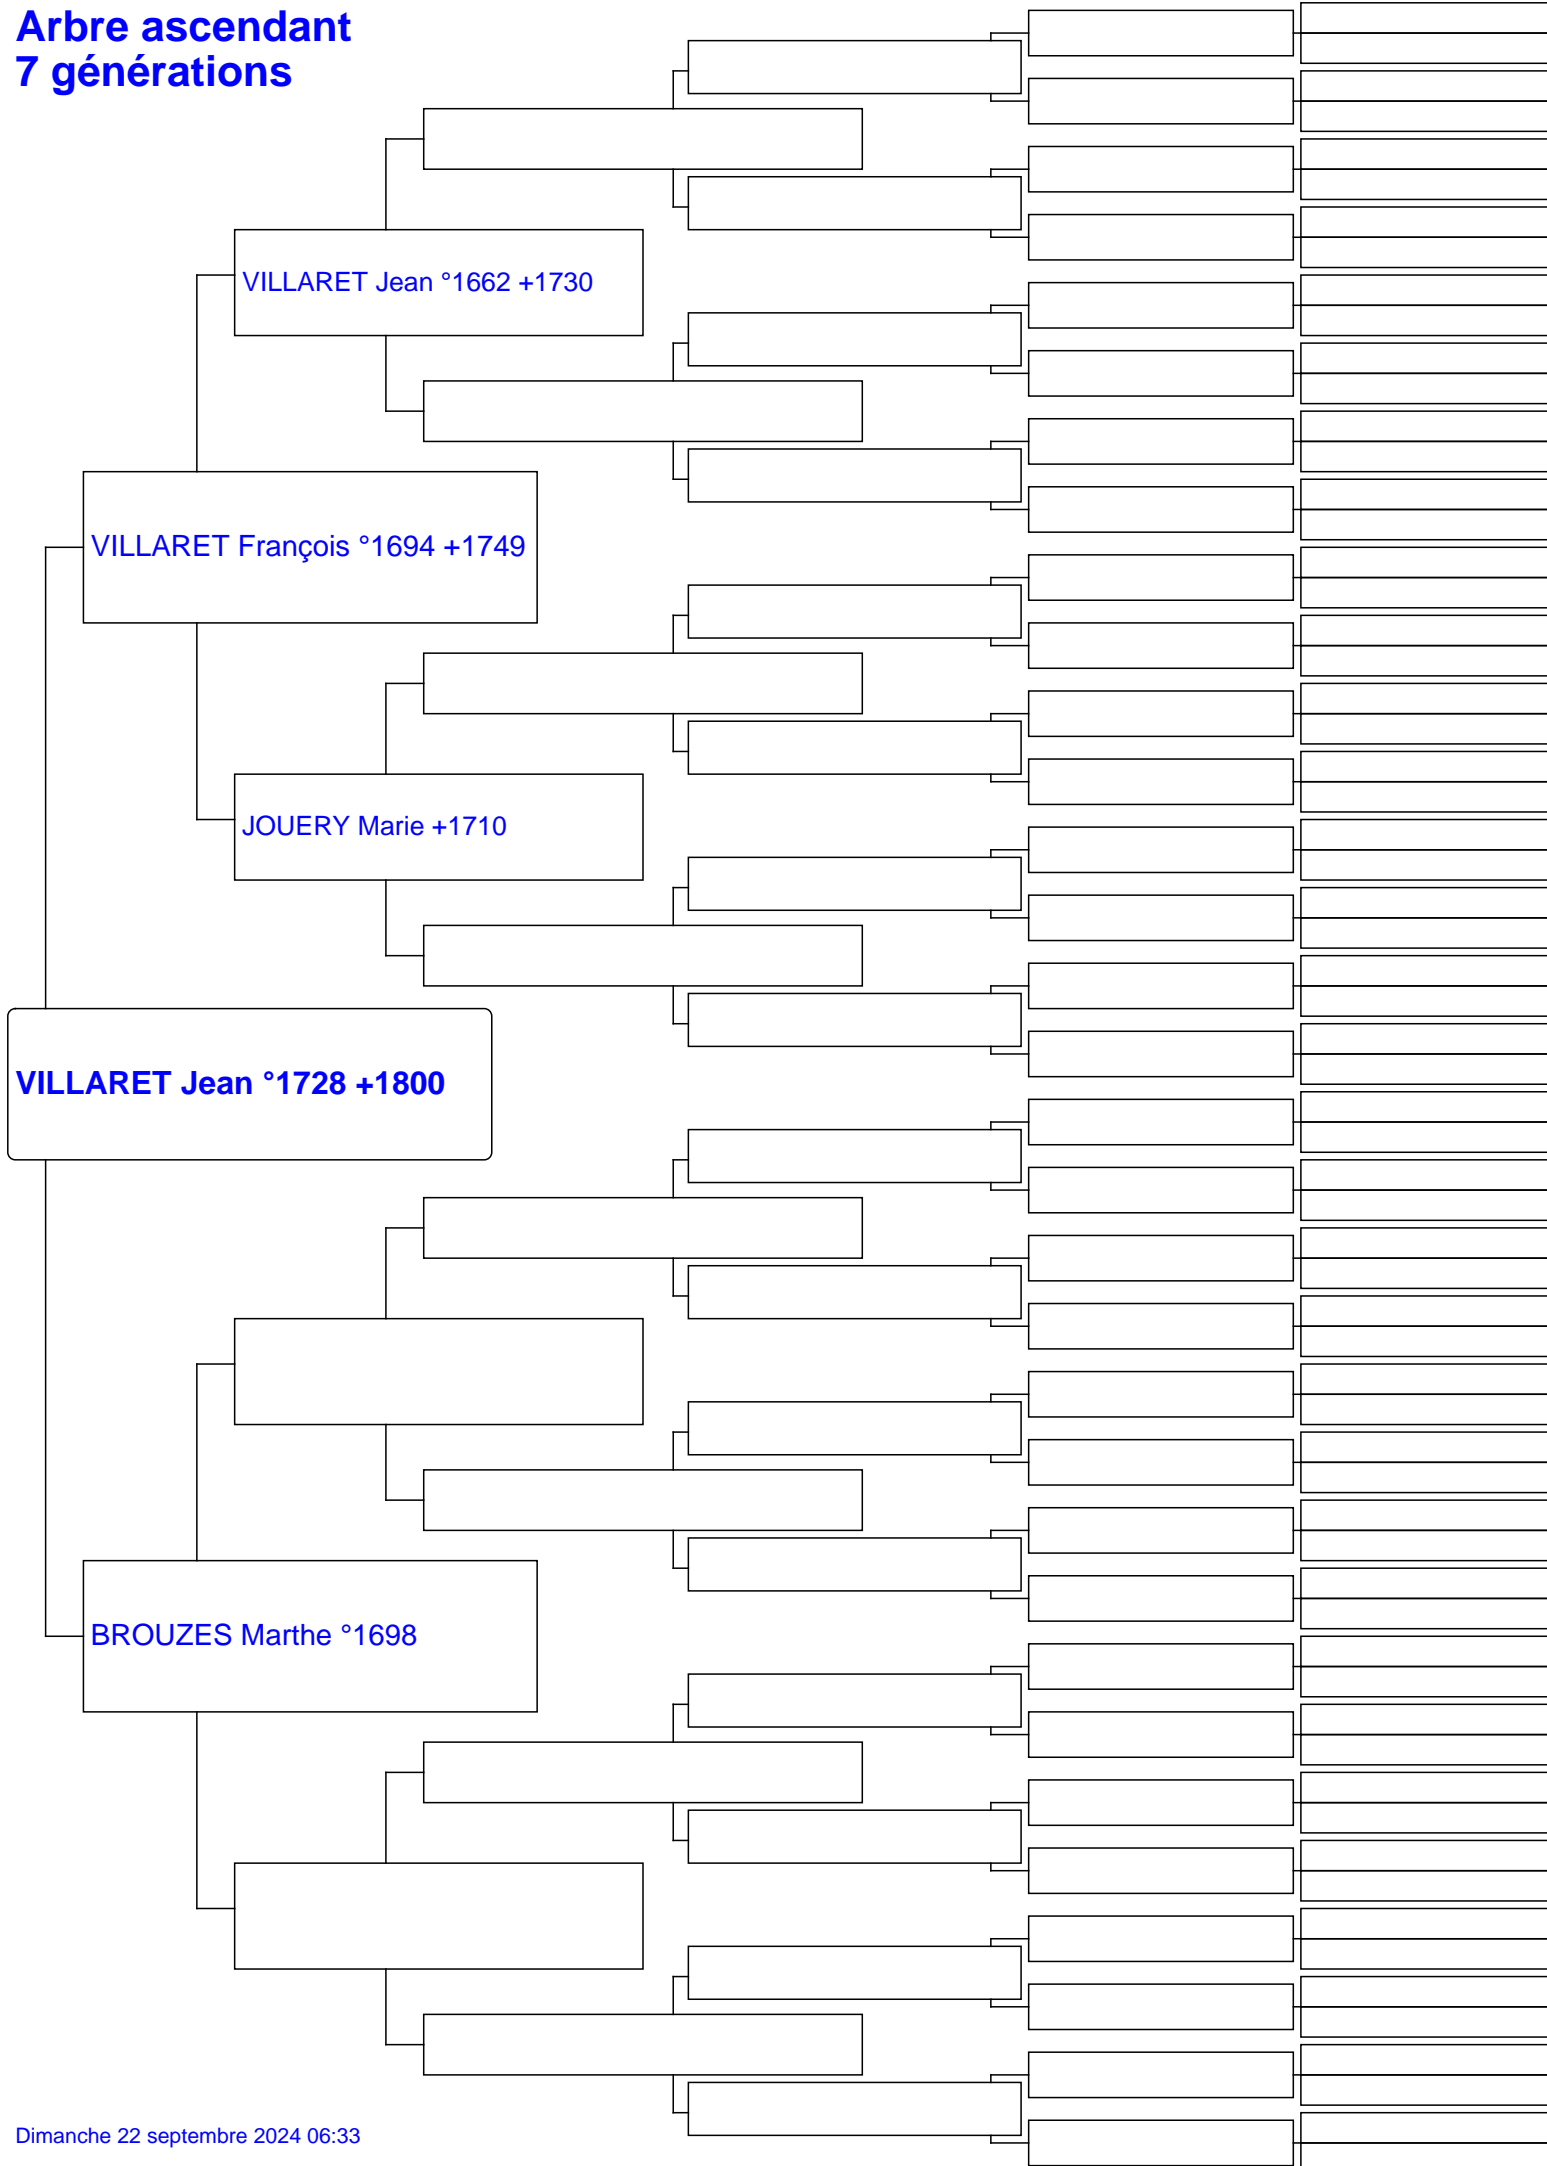 Arbre ascendant
7 générations
VILLARET Jean °1662 +1730
VILLARET François °1694 +1749
JOUERY Marie +1710
VILLARET Jean °1728 +1800
BROUZES Marthe °1698
Dimanche 22 septembre 2024 06:33